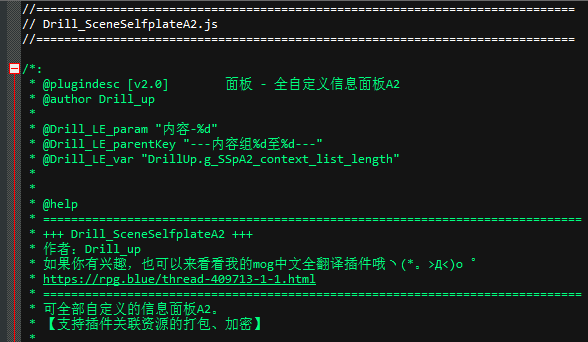 //=============================================================================
// Drill_SceneSelfplateA2.js
//=============================================================================
/*:
* @plugindesc [v2.0] 面板 - 全自定义信息面板A2
* @author Drill_up
*
* @Drill_LE_param "内容-%d"
* @Drill_LE_parentKey "---内容组%d至%d---"
* @Drill_LE_var "DrillUp.g_SSpA2_context_list_length"
*
*
* @help
* =============================================================================
* +++ Drill_SceneSelfplateA2 +++
* 作者：Drill_up
* 如果你有兴趣，也可以来看看我的mog中文全翻译插件哦ヽ(*。>Д<)o゜
* https://rpg.blue/thread-409713-1-1.html
* =============================================================================
* 可全部自定义的信息面板A2。
* 【支持插件关联资源的打包、加密】
*